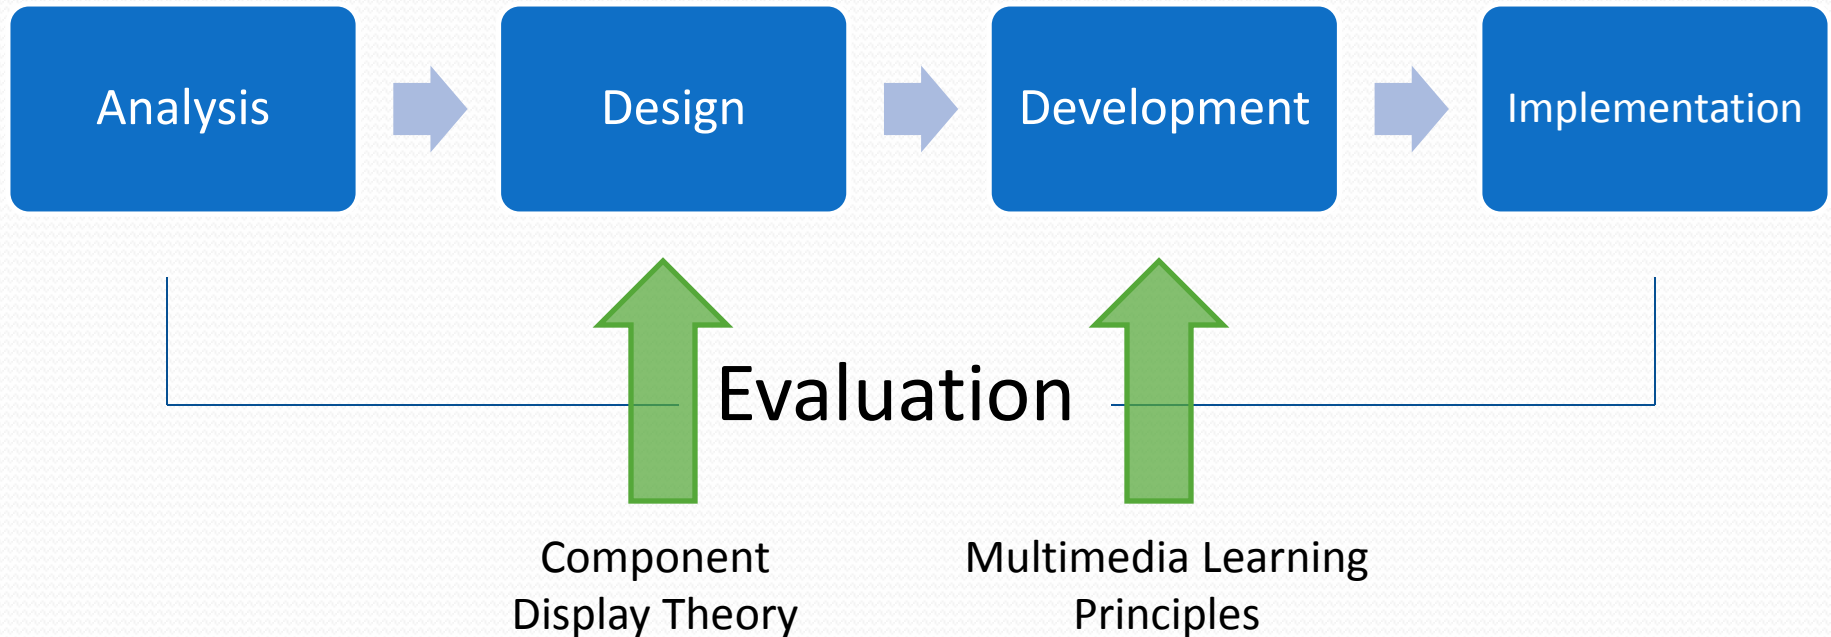 Analysis
Design
Development
Implementation
Evaluation
Component
Display Theory
Multimedia Learning
Principles